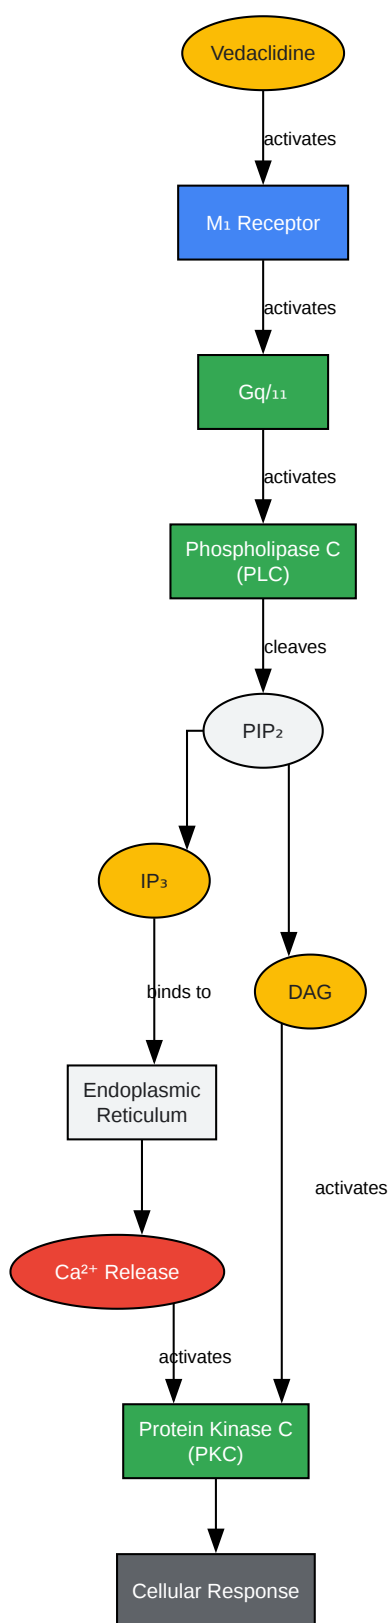 Vedaclidine
activates
M₁ Receptor
activates
Gq/₁₁
activates
Phospholipase C
(PLC)
cleaves
PIP₂
IP₃
binds to
DAG
Endoplasmic
Reticulum
activates
Ca²⁺ Release
activates
Protein Kinase C
(PKC)
Cellular Response